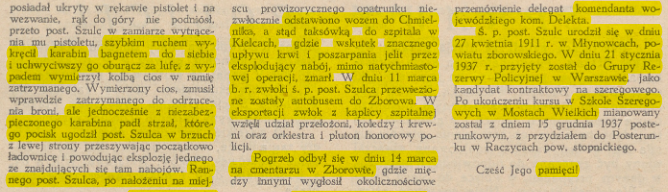 posiadał ukryty w rękawie pistolet i na
wezwanie, rąk do góry nie podniósł,
przeto post. Szulc w zamiarze wytrące-
nia mu pistoletu, szybkim ruchem wy-
kręcił karabin bagnetem do siebie
i uchwyciwszy go oburącz za lufę, z wy-
padem wymierzył kolbą cios w ramię
zatrzymanego. Wymierzony cios, zmusił
wprawdzie zatrzymanego do odrzuce-
nia broni, ale jednocześnie z niezabez-
pieczonego karabina padł strzał, które-
go pocisk ugodził post. Szulca w brzuch
z lewej strony przeszywając początkowo
ładownicę i powodując eksplozję jednego
ze znajdujących się tam nabojów. Ran-
nego post. Szulca, po nałożeniu na miej-
scu prowizorycznego opatrunku nie-
zwłocznie odstawiono wozem do Chmiel-
nika, a stąd taksówką do szpitala w
Kielcach, gdzie wskutek znacznego
upływu krwi i poszarpania jelit przez
eksplodujący nabój, mimo natychmiasto-
wej operacji, zmarł. W dniu 11 marca
b. r. zwłoki ś. p. post. Szulca przewiezio-
ne zostały autobusem do Zborowa. W
eksportacji zwłok z kaplicy szpitalnej
wzięli udział przełożeni, koledzy i krew-
ni oraz orkiestra i pluton honorowy po-
licji.
Pogrzeb odbył się w dniu 14 marca
na cmentarzu w Zborowie, gdzie mię-
dzy innymi wygłosił okolicznościowe
przemówienie delegat komendanta wo-
jewódzkiego kom. Delekta.
Ś. p. post. Szulc urodził się w dniu
27 kwietnia 1911 r. w Młynowcach, po-
wiatu zborowskiego. W dniu 21 stycznia
1937 r. przyjęty został do Grupy Re-
zerwy Policyjnej w Warszawie, jako
kandydat kontraktowy na szeregowego.
Po ukończeniu kursu w Szkole Szerego-
wych w Mostach Wielkich mianowany
został z dniem 15 grudnia 1937 poste-
runkowym, z przydziałem do Posterun-
ku w Raczycach pow. stopnickiego.
Cześć Jego pamięci!